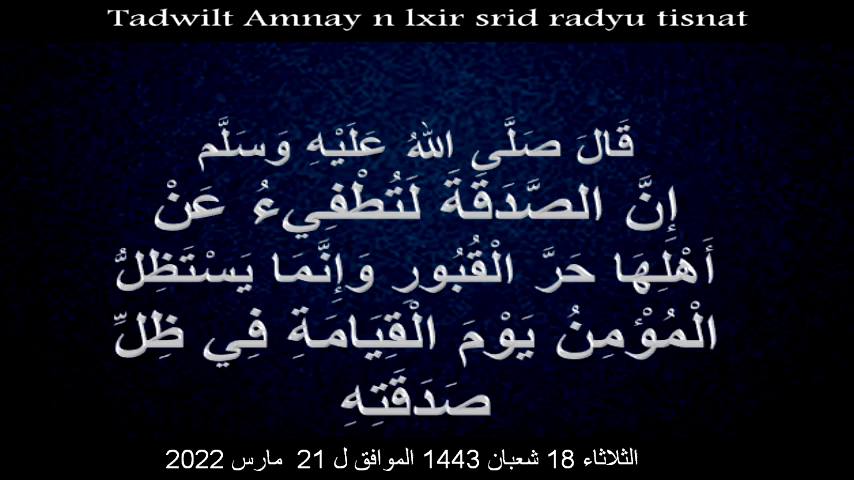 Tadwilt Amnay n lxir srid radyu tisnat
قَالَ صَلَّى اللهُ عَلَيْهِ وَسَلَّم
إِنَّ الصَّدَقَةَ لَتُطْفِيءُ عَنْ
أَهْلِهَا حَرَّ الْقُبُورِ وَإِنَّمَا يَسْتَظِلُّ
الْمُؤْمِنُ يَوْمَ الْقِيَامَةِ فِي ظِلِّ
صَدَقَتِهِ
الثلاثاء 18 شعبان 1443 الموافق ل 21 مارس 2022